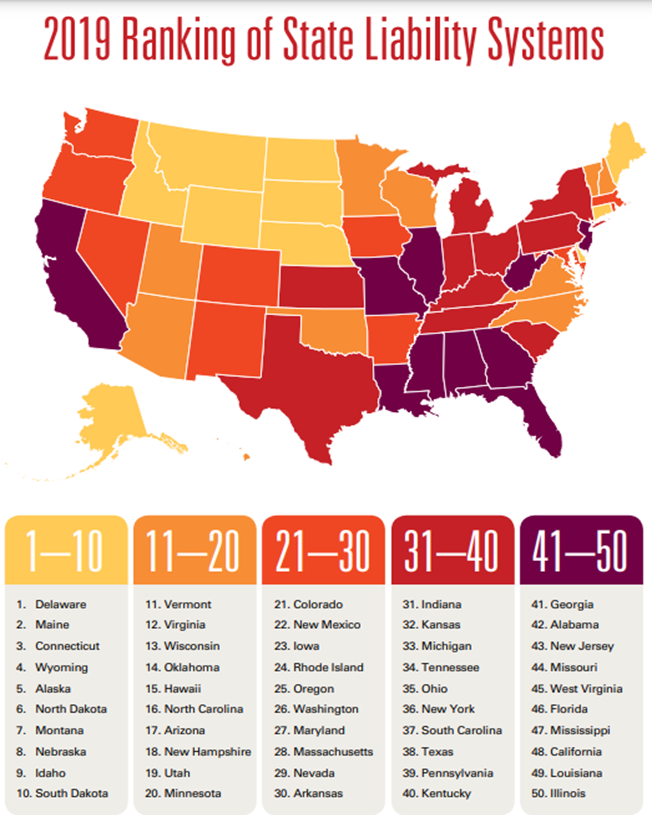 2019 Ranking of State Liability Systems
1—10
1. Delaware
2. Maine
3. Connecticut
4. Wyoming
5. Alaska
6. North Dakota
7. Montana
8. Nebraska
9. Idaho
10. South Dakota
11—20
11. Vermont
12. Virginia
13. Wisconsin
14. Oklahoma
15. Hawaii
16. North Carolina
17. Arizona
18. New Hampshire
19. Utah
20. Minnesota
21—30
21. Colorado
22. New Mexico
23. Iowa
24. Rhode Island
25. Oregon
26. Washington
27. Maryland
28. Massachusetts
29. Nevada
30. Arkansas
31—40
31. Indiana
32. Kansas
33. Michigan
34. Tennessee
35. Ohio
36. New York
37. South Carolina
38. Texas
39. Pennsylvania
40. Kentucky
41—50
41. Georgia
42. Alabama
43. New Jersey
44. Missouri
45. West Virginia
46. Florida
47. Mississippi
48. California
49. Louisiana
50. Illinois